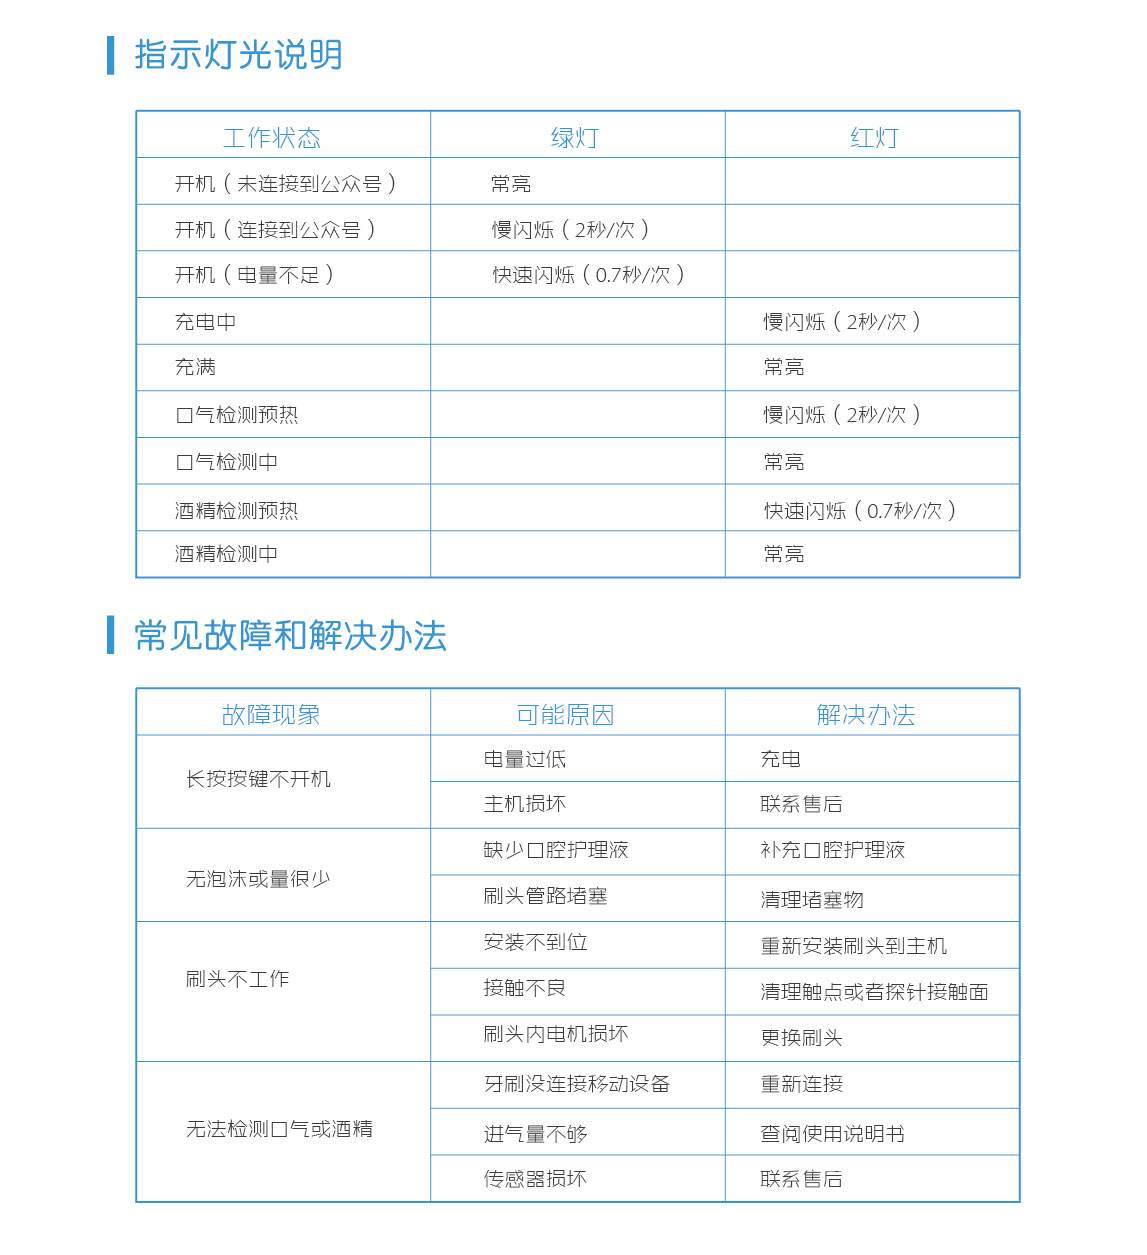 指示灯光说明
工作状态 绿灯 红灯
开机（未连接到公众号） 常亮
开机（连接到公众号） 慢闪烁（2秒/次）
开机（电量不足） 快速闪烁（0.7秒/次）
充电中 慢闪烁（2秒/次）
充满 常亮
口气检测预热 慢闪烁（2秒/次）
口气检测中 常亮
酒精检测预热 快速闪烁（0.7秒/次）
酒精检测中 常亮
常见故障和解决办法
故障现象 可能原因 解决办法
长按按键不开机
电量过低 充电
主机损坏 联系售后
无泡沫或量很少
缺少口腔护理液 补充口腔护理液
刷头管路堵塞 清理堵塞物
刷头不工作
安装不到位 重新安装刷头到主机
接触不良 清理触点或者探针接触面
刷头内电机损坏 更换刷头
无法检测口气或酒精
牙刷没连接移动设备 重新连接
进气量不够 查阅使用说明书
传感器损坏 联系售后